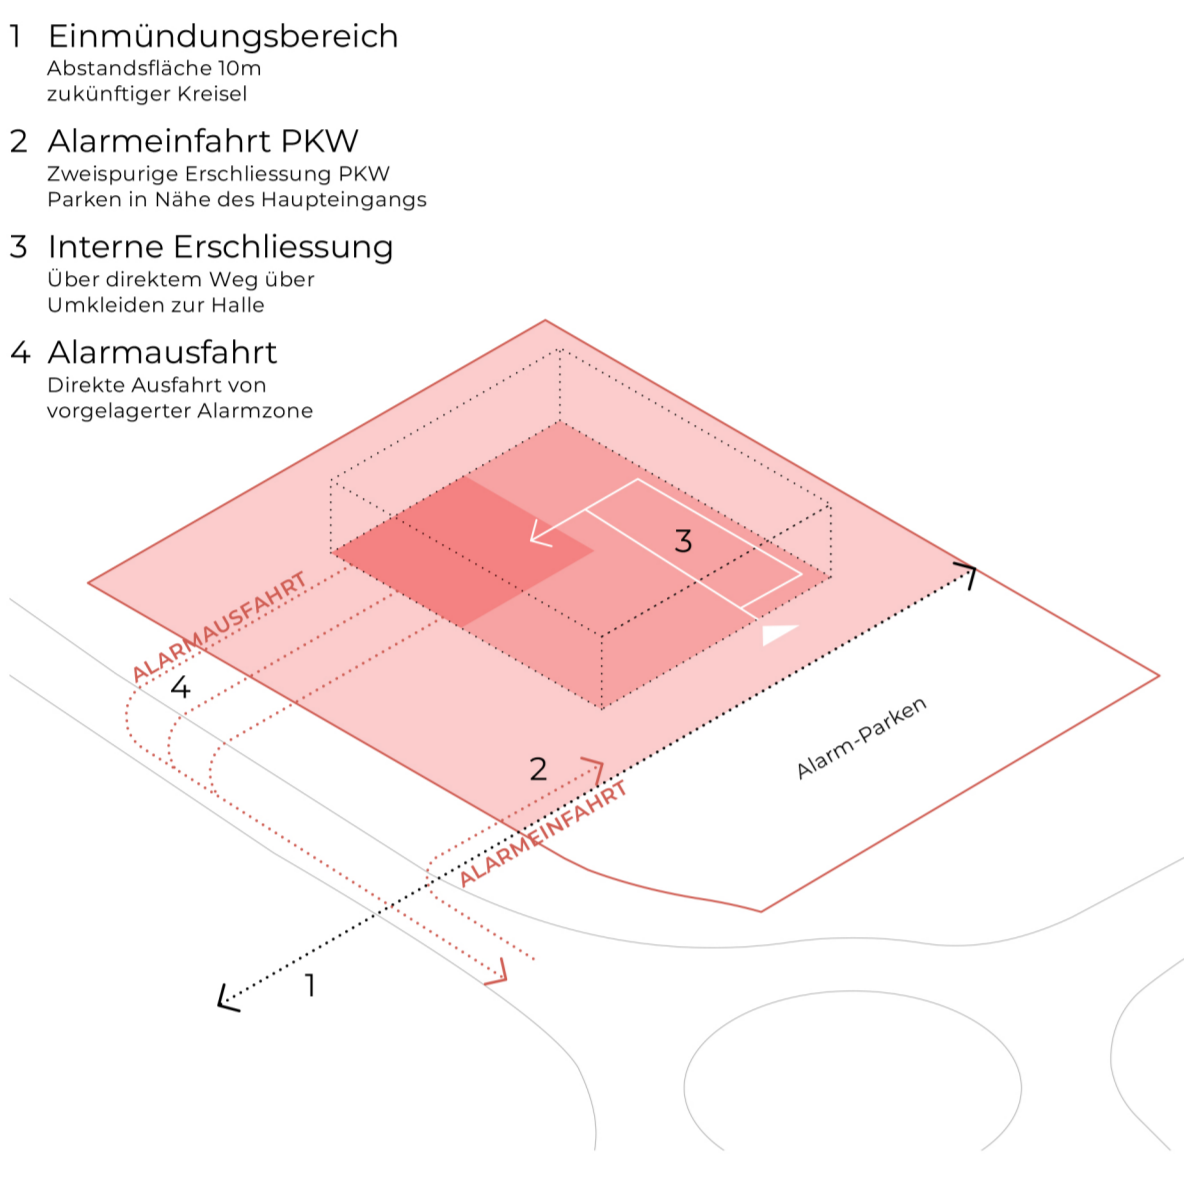 1 Einmündungsbereich
Abstandsfläche 10m
zukünftiger Kreisel
2 Alarmeinfahrt PKW
Zweispurige Erschliessung PKW
Parken in Nähe des Haupteingangs
3 Interne Erschliessung
Über direktem Weg über
Umkleiden zur Halle
4 Alarmausfahrt
Direkte Ausfahrt von
vorgelagerter Alarmzone
3
ALARMAUSFAHRT
4
Alarm-Parken
2
ALARMEINFAHRT
1